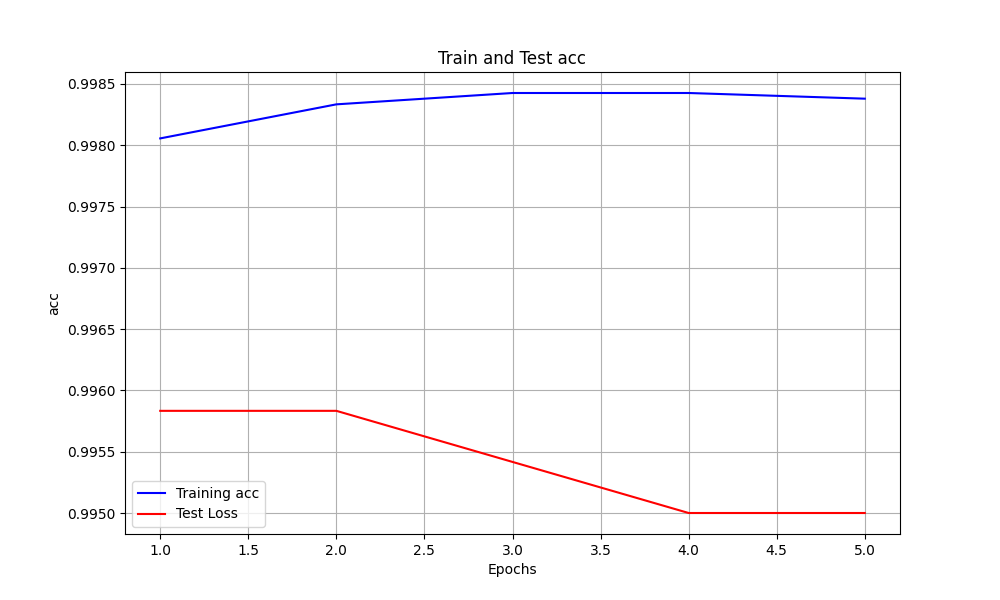 Train and Test acc
0.9985
0.9980
0.9975
0.9970
0.9965
0.9960
0.9955
0.9950
acc
Training acc
Test Loss
1.0 1.5 2.0 2.5 3.0 3.5 4.0 4.5 5.0
Epochs